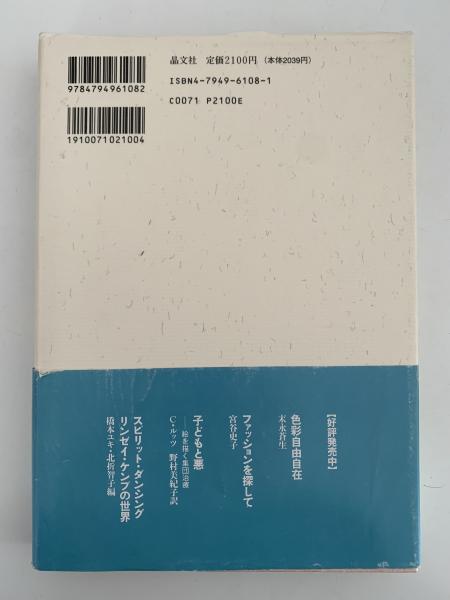 9784794961082
1910071021004
晶文社 定価2100円（本体2039円）
ISBN4-7949-6108-1
C0071 P2100E
【好評発売中】
色彩自由自在
末永蒼生
ファッションを探して
宮谷史子
子どもと悪
──絵を描く集団治療
C・ルッツ 野村美紀子訳
スピリット・ダンシング
リンゼイ・ケンプの世界
橋本ユキ・北折智子編